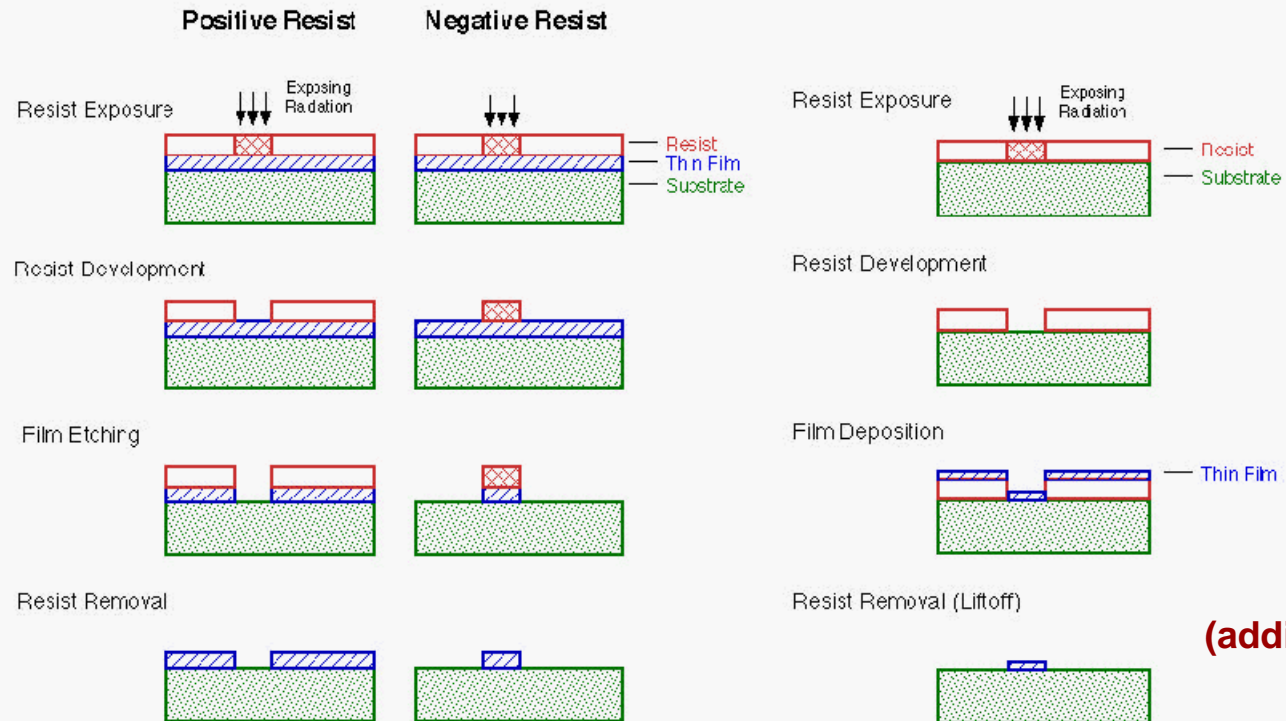 Positive Resist
Negative Resist
Resist Exposure
Exposing
Radiation
Resist
Thin Film
Substrate
Resist Development
Film Etching
Resist Removal
Resist Exposure
Exposing
Radiation
Resist
Substrate
Resist Development
Film Deposition
Thin Film
Resist Removal (Liftoff)